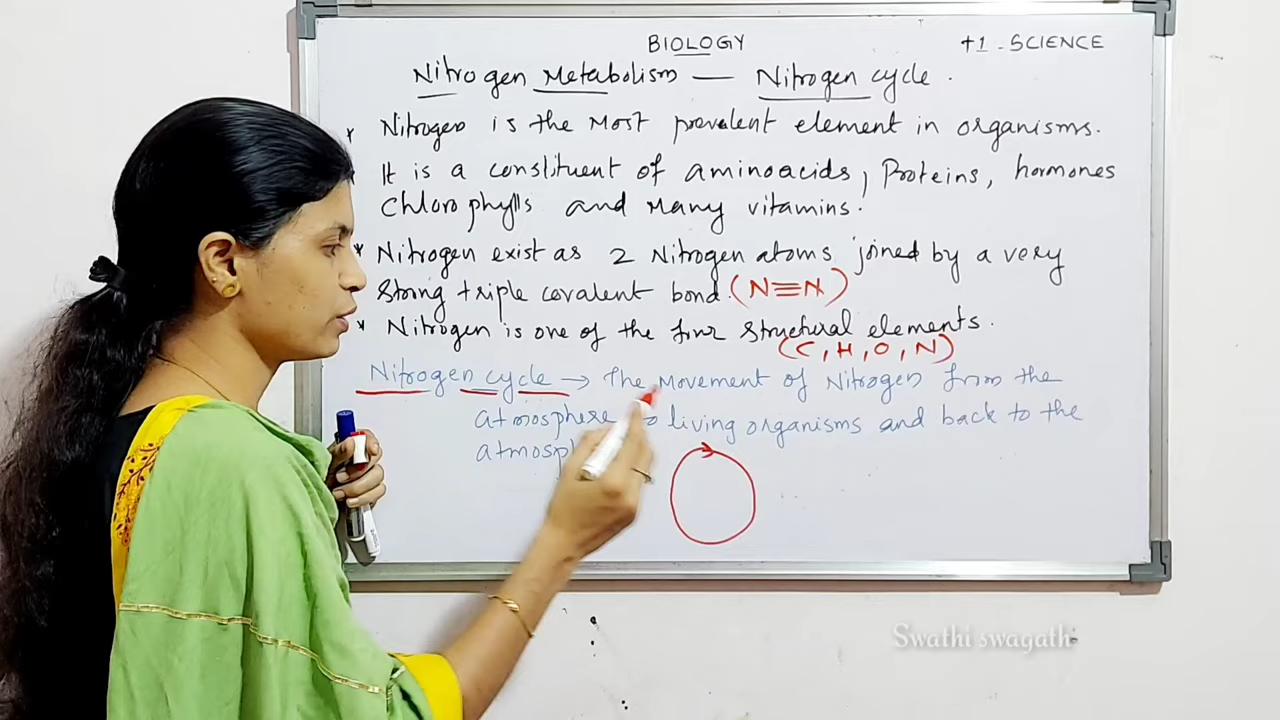 BIOLOGY +1 - SCIENCE
Nitrogen Metabolism — Nitrogen cycle.
* Nitrogen is the Most prevalent element in organisms.
It is a constituent of aminoacids, Proteins, hormones
Chlorophylls and Many vitamins.
* Nitrogen exist as 2 Nitrogen atoms joined by a very
Strong triple covalent bond. (N≡N)
* Nitrogen is one of the four structural elements.
(C, H, O, N)
Nitrogen cycle → The Movement of Nitrogen from the
atmosphere to living organisms and back to the
Swathi swagathi